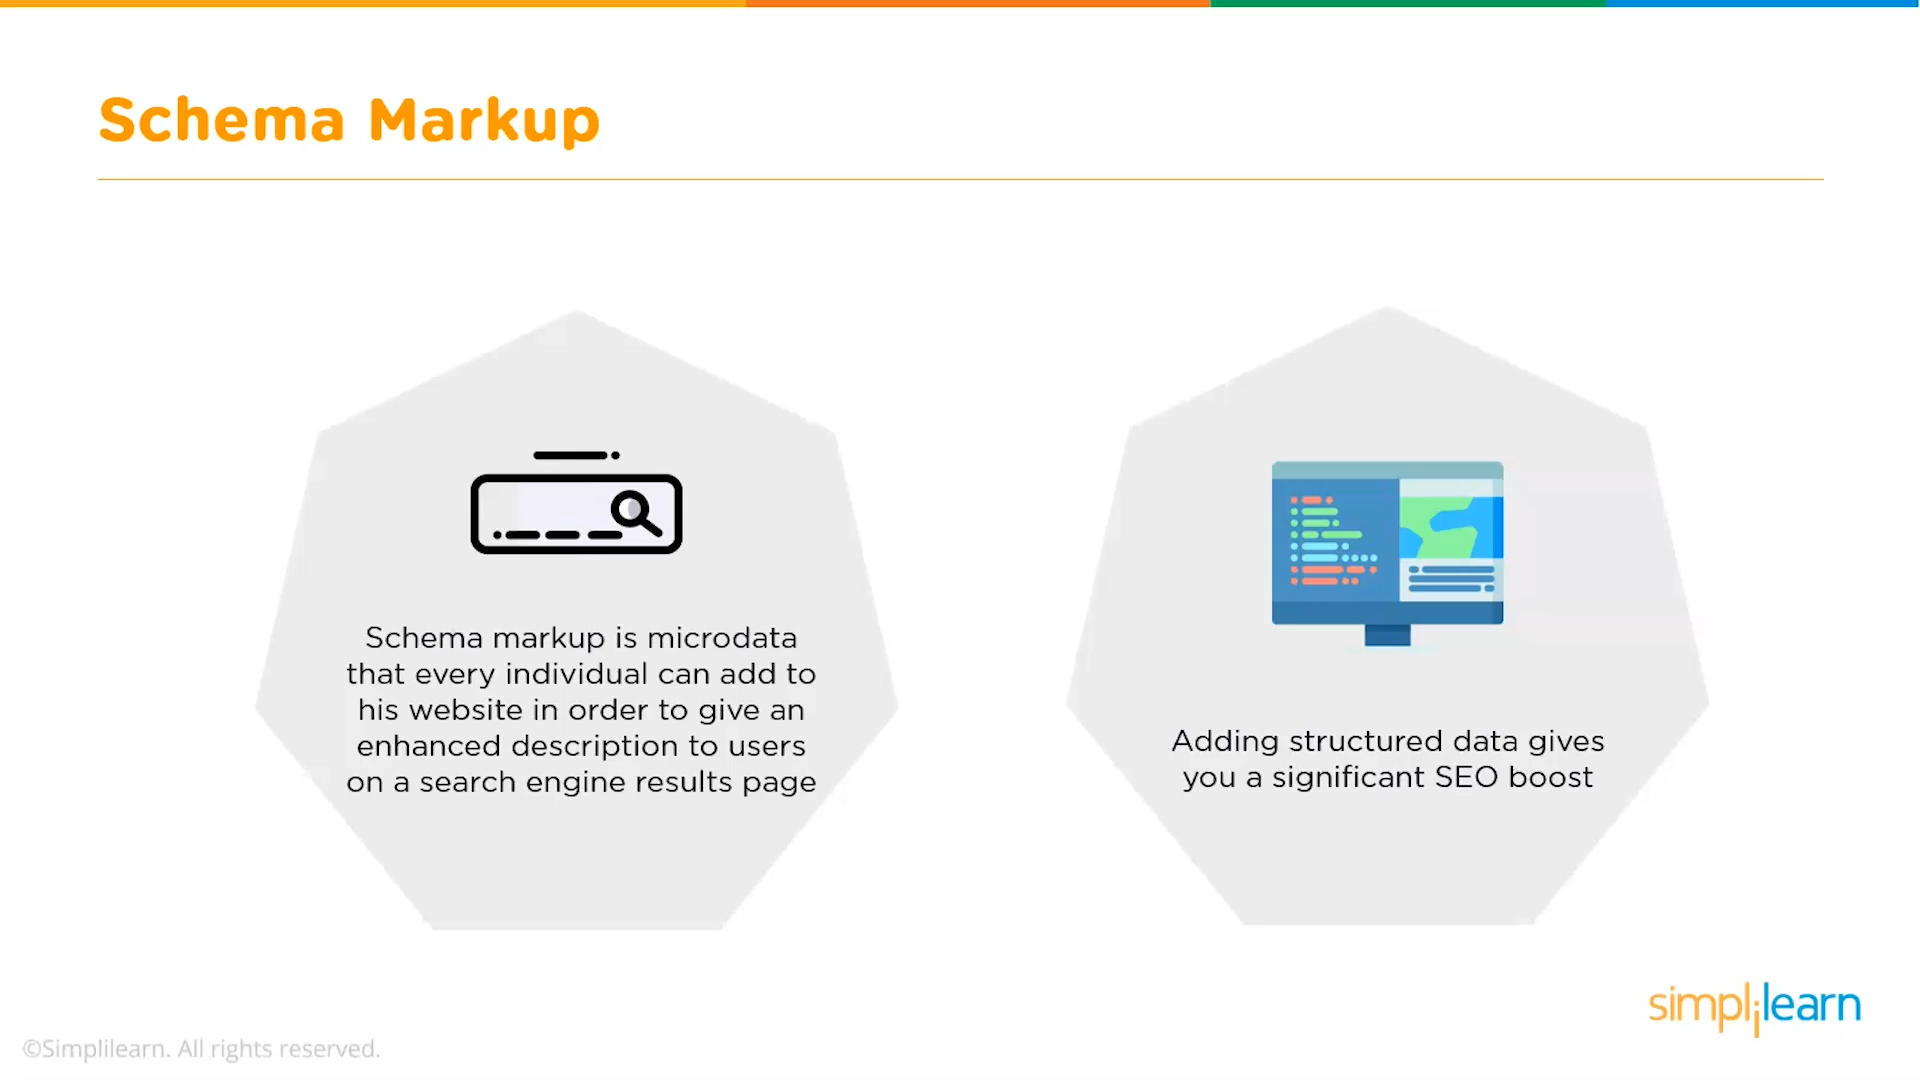 Schema Markup
Schema markup is microdata
that every individual can add to
his website in order to give an
enhanced description to users
on a search engine results page
Adding structured data gives
you a significant SEO boost
simplilearn
©Simplilearn. All rights reserved.